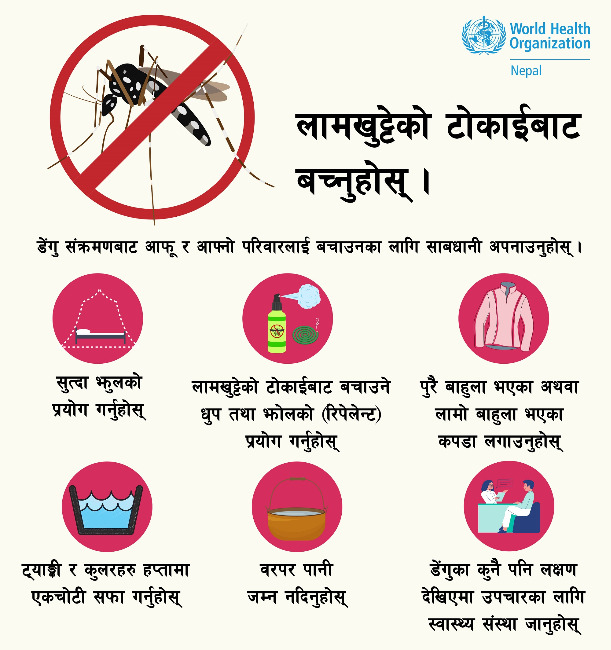 World Health
Organization
Nepal
लामखुट्टेको टोकाईबाट
बच्नुहोस् ।
डेंगु संक्रमणबाट आफू र आफ्नो परिवारलाई बचाउनका लागि साबधानी अपनाउनुहोस् ।
सुत्दा झुलको
प्रयोग गर्नुहोस्
लामखुट्टेको टोकाईबाट बचाउने
धुप तथा झोलको (रिपेलेन्ट)
प्रयोग गर्नुहोस्
पुरै बाहुला भएका अथवा
लामो बाहुला भएका
कपडा लगाउनुहोस्
ट्याङ्की र कुलरहरु हप्तामा
एकचोटी सफा गर्नुहोस्
वरपर पानी
जम्न नदिनुहोस्
डेंगुका कुनै पनि लक्षण
देखिएमा उपचारका लागि
स्वास्थ्य संस्था जानुहोस्